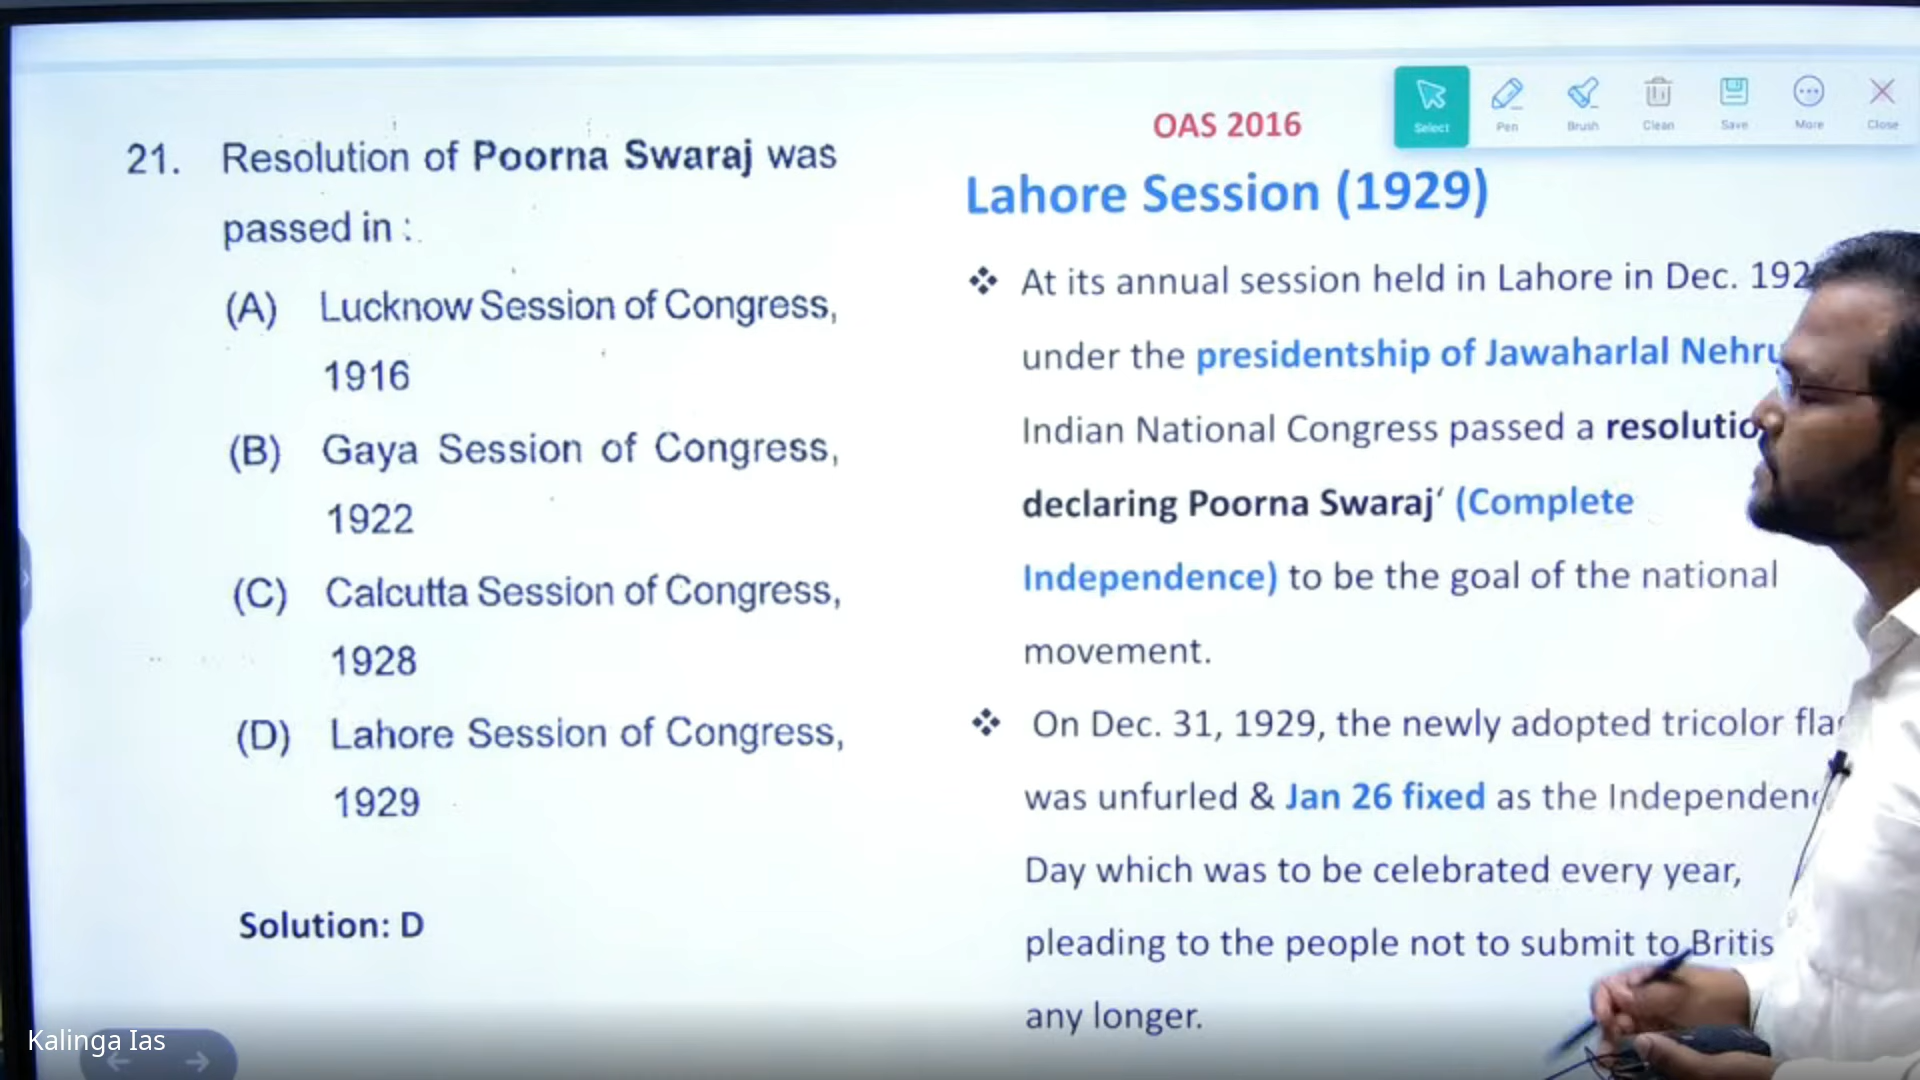 OAS 2016
Select
Pen
Brush
Clean
Save
More
Close
21. Resolution of Poorna Swaraj was
passed in :
(A) Lucknow Session of Congress,
1916
(B) Gaya Session of Congress,
1922
(C) Calcutta Session of Congress,
1928
(D) Lahore Session of Congress,
1929
Solution: D
Lahore Session (1929)
❖ At its annual session held in Lahore in Dec.
under the presidentship of Jawaharlal Nehru
Indian National Congress passed a
declaring Poorna Swaraj‘ (Complete
Independence) to be the goal of the national
movement.
❖ On Dec. 31, 1929, the newly adopted tricolor
was unfurled & Jan 26 fixed as the
Day which was to be celebrated every year,
pleading to the people not to submit to
any longer.
Kalinga Ias